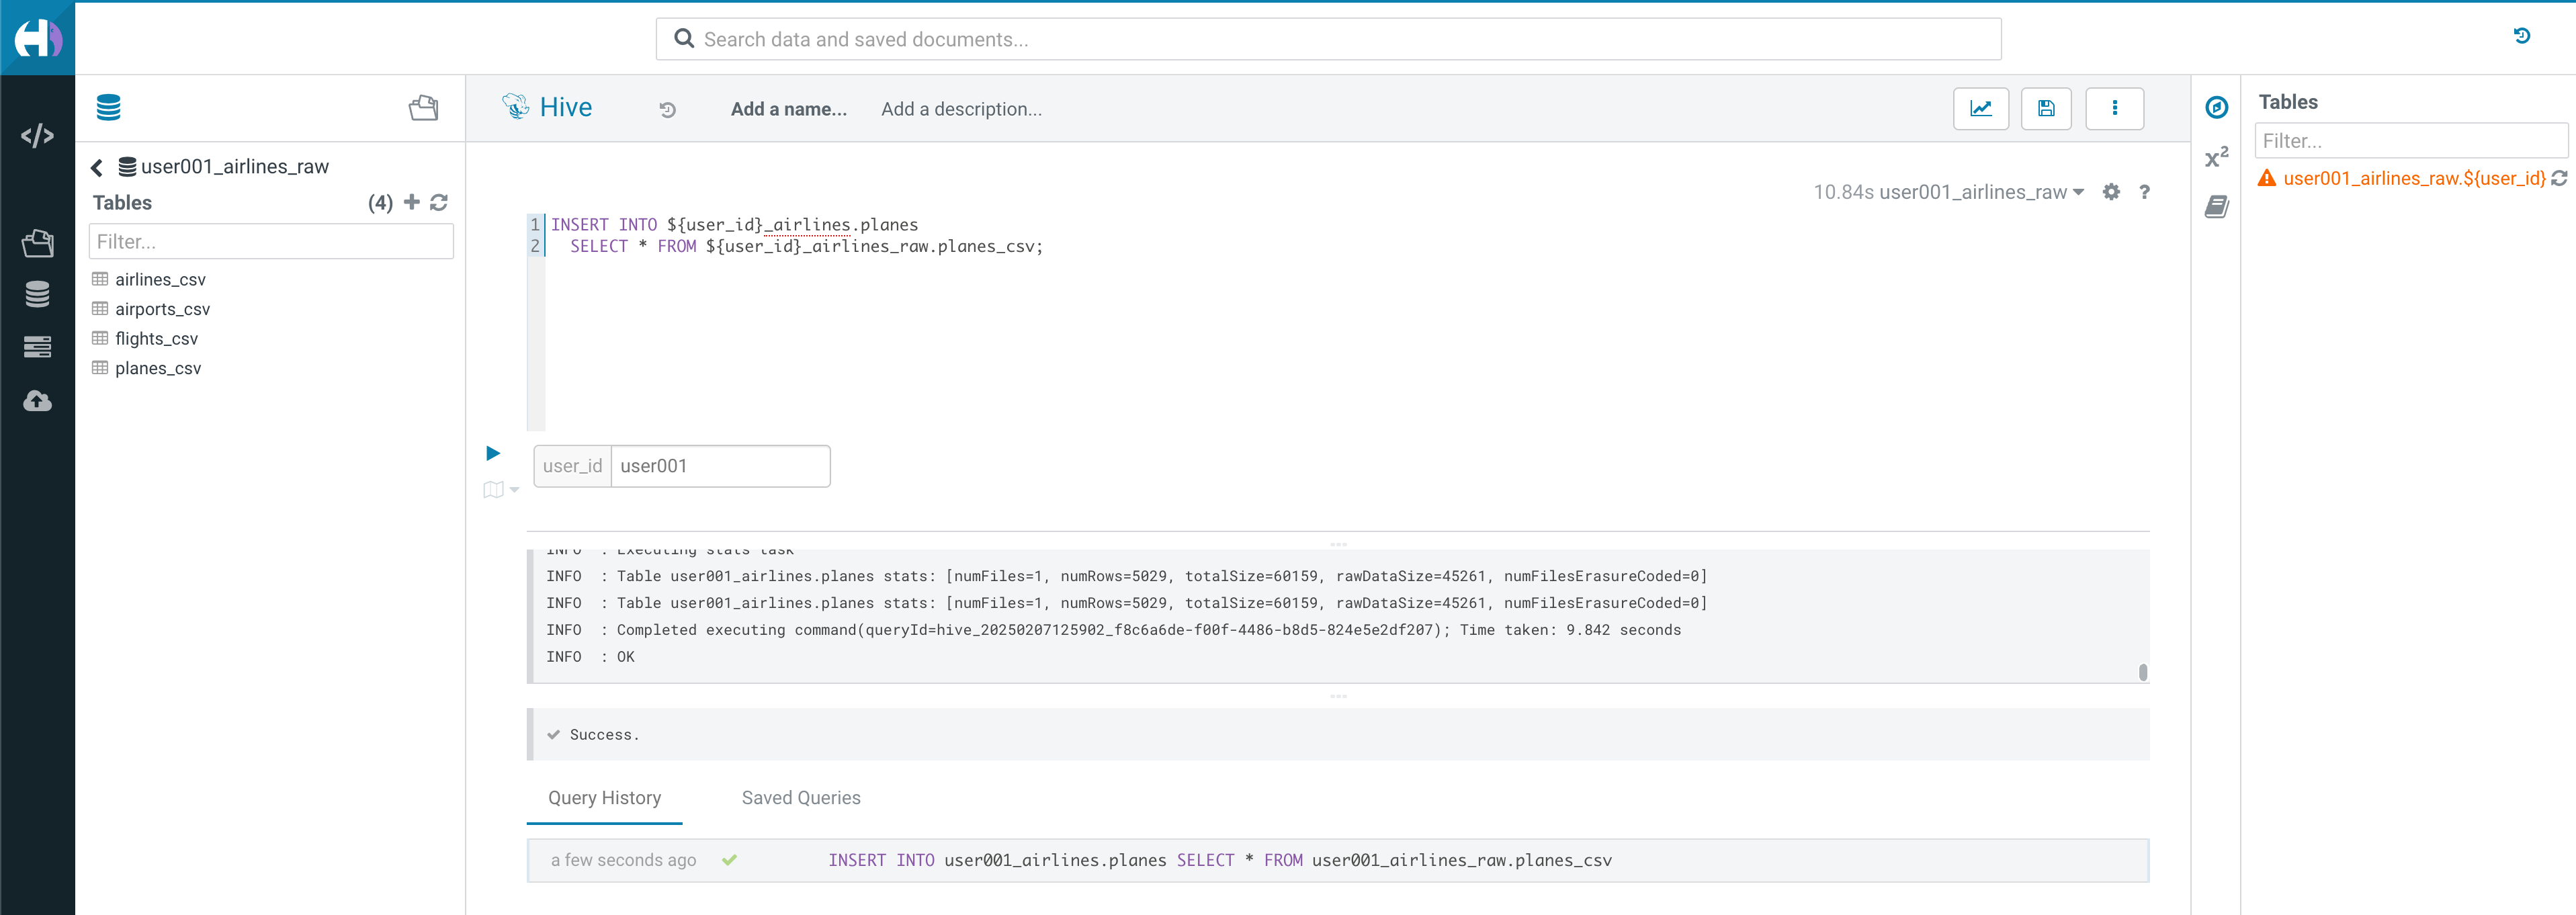 Search data and saved documents...
user001_airlines_raw
Tables (4)
Filter...
airlines_csv
airports_csv
flights_csv
planes_csv
Hive Add a name... Add a description...
10.84s user001_airlines_raw ?
1 INSERT INTO ${user_id}_airlines.planes
2 SELECT * FROM ${user_id}_airlines_raw.planes_csv;
user_id user001
INFO : Executing stats task
INFO : Table user001_airlines.planes stats: [numFiles=1, numRows=5029, totalSize=60159, rawDataSize=45261, numFilesErasureCoded=0]
INFO : Table user001_airlines.planes stats: [numFiles=1, numRows=5029, totalSize=60159, rawDataSize=45261, numFilesErasureCoded=0]
INFO : Completed executing command(queryId=hive_20250207125902_f8c6a6de-f00f-4486-b8d5-824e5e2df207); Time taken: 9.842 seconds
INFO : OK
Success.
Query History Saved Queries
a few seconds ago INSERT INTO user001_airlines.planes SELECT * FROM user001_airlines_raw.planes_csv
x²
Tables
Filter...
user001_airlines_raw.${user_id}